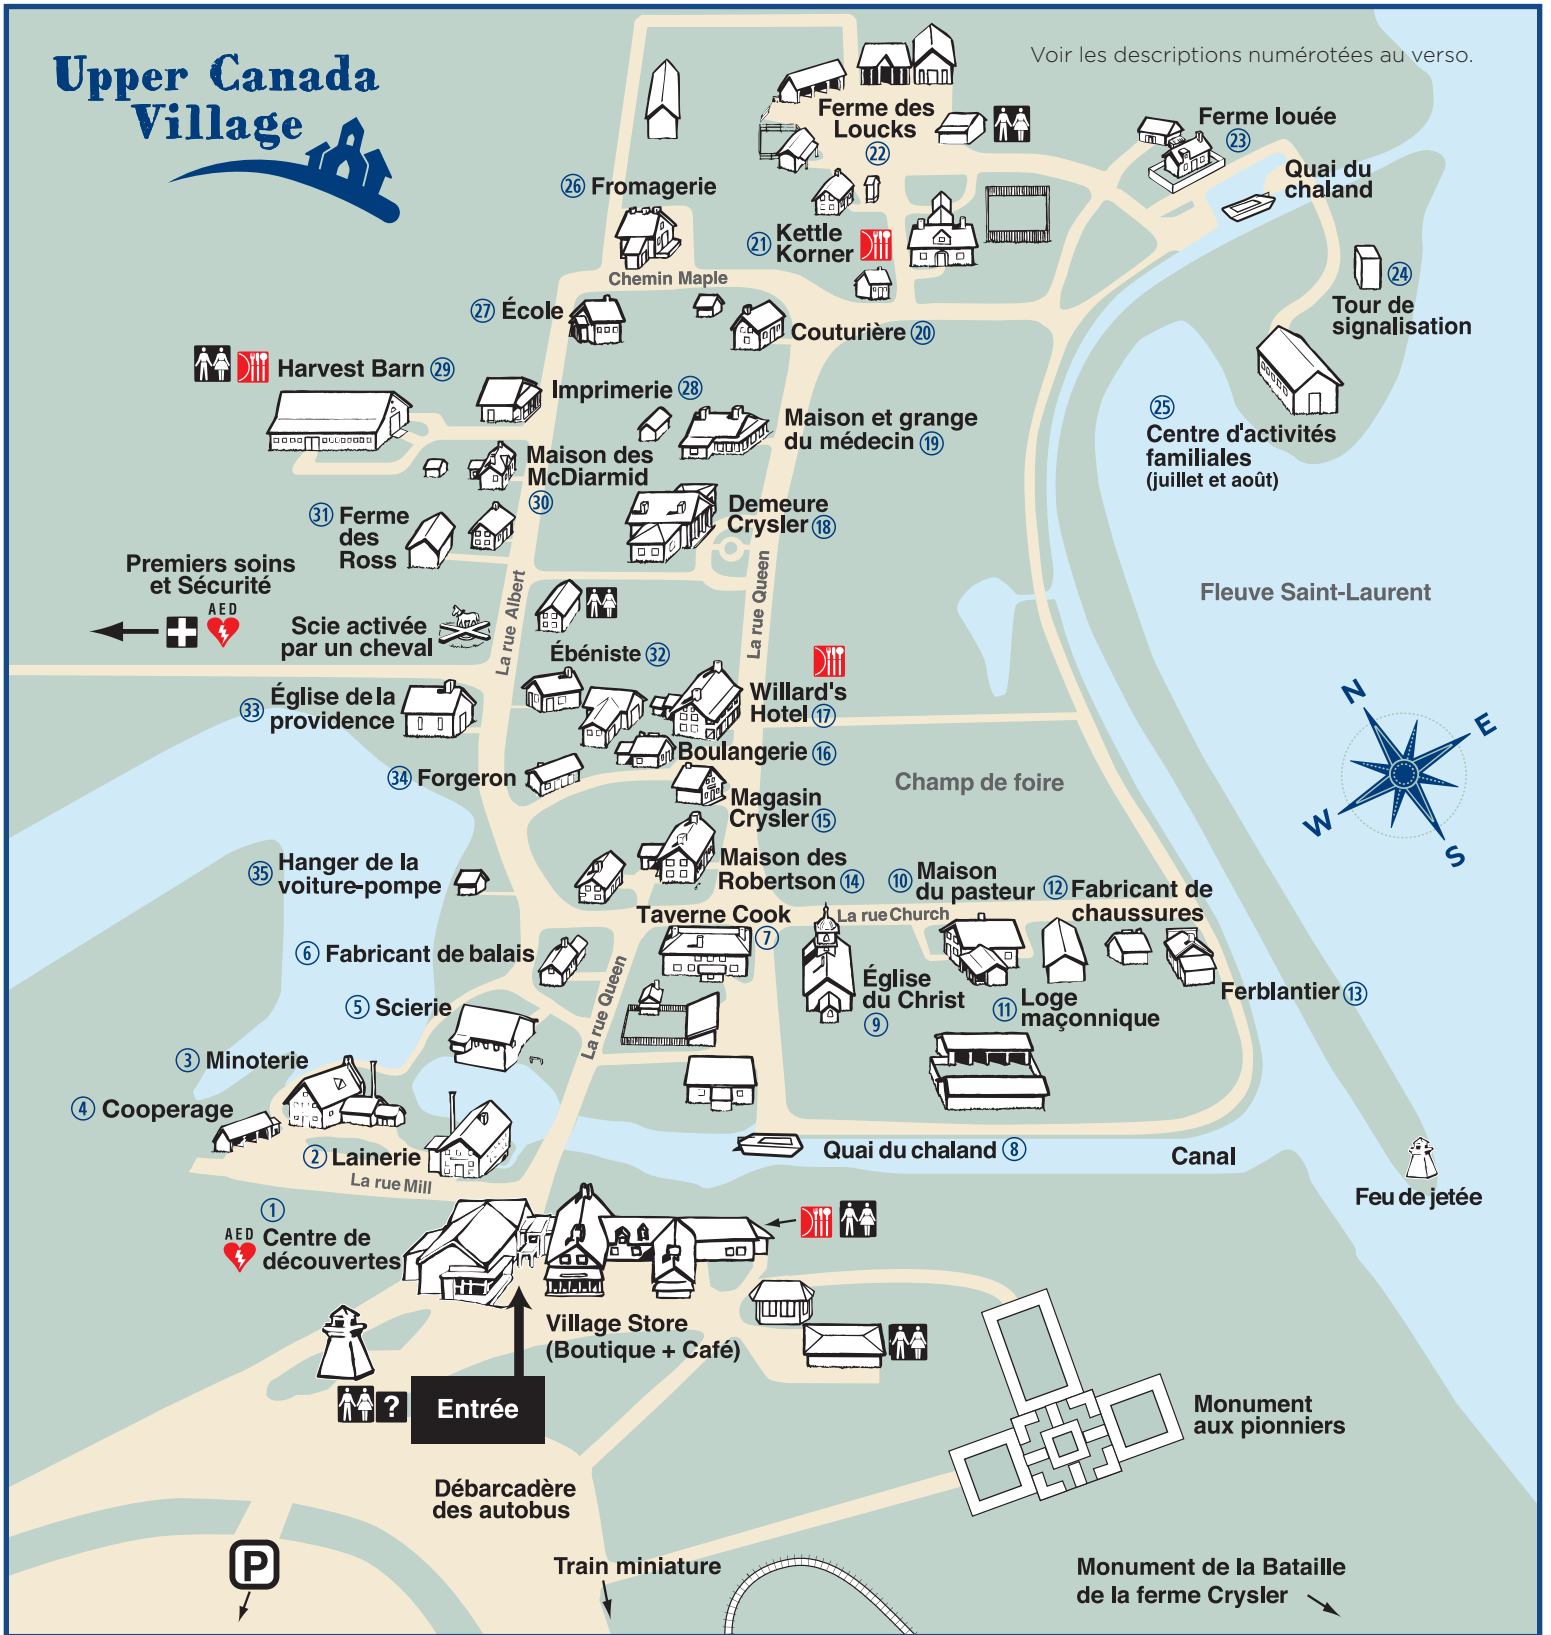 Upper Canada
Village
Voir les descriptions numérotées au verso.
Ferme des
Loucks
22
Ferme louée
23
Quai du
chaland
26 Fromagerie
21 Kettle
Korner
Chemin Maple
24
Tour de
signalisation
27 École
Couturière 20
Harvest Barn 29
Imprimerie 28
Maison et grange
du médecin 19
25
Centre d'activités
familiales
(juillet et août)
Maison des
McDiarmid
30
31 Ferme
des
Ross
Demeure
Crysler 18
Premiers soins
et Sécurité
AED
La rue Albert
La rue Queen
Fleuve Saint-Laurent
Scie activée
par un cheval
Ébéniste 32
33 Église de la
providence
Willard's
Hotel 17
N
E
W
S
Boulangerie 16
34 Forgeron
Champ de foire
Magasin
Crysler 15
35 Hanger de la
voiture-pompe
Maison des
Robertson 14
10 Maison
du pasteur
12 Fabricant de
chaussures
Taverne Cook
7
La rue Church
6 Fabricant de balais
La rue Queen
Église
du Christ
9
11 Loge
maçonnique
Ferblantier 13
5 Scierie
3 Minoterie
4 Cooperage
2 Lainerie
La rue Mill
Quai du chaland 8
Canal
Feu de jetée
1
AED Centre de
découvertes
Village Store
(Boutique + Café)
?
Entrée
Monument
aux pionniers
Débarcadère
des autobus
P
Train miniature
Monument de la Bataille
de la ferme Crysler